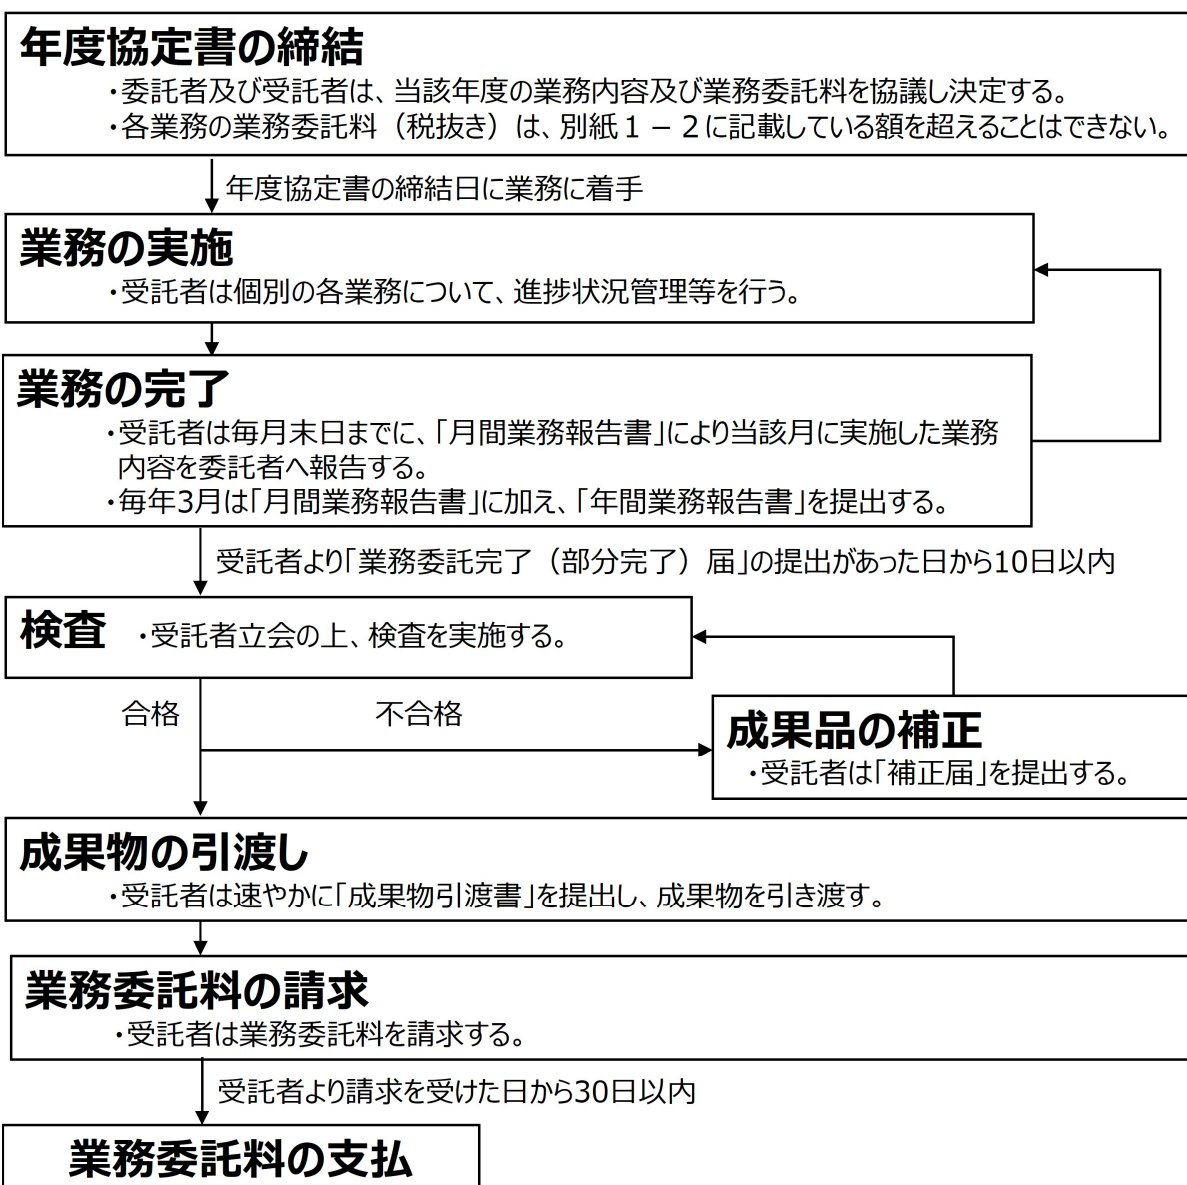 年度協定書の締結
・委託者及び受託者は、当該年度の業務内容及び業務委託料を協議し決定する。
・各業務の業務委託料（税抜き）は、別紙１－２に記載している額を超えることはできない。
年度協定書の締結日に業務に着手
業務の実施
・受託者は個別の各業務について、進捗状況管理等を行う。
業務の完了
・受託者は毎月末日までに、「月間業務報告書」により当該月に実施した業務
内容を委託者へ報告する。
・毎年3月は「月間業務報告書」に加え、「年間業務報告書」を提出する。
受託者より「業務委託完了（部分完了）届」の提出があった日から10日以内
検査 ・受託者立会の上、検査を実施する。
合格 不合格
成果品の補正
・受託者は「補正届」を提出する。
成果物の引渡し
・受託者は速やかに「成果物引渡書」を提出し、成果物を引き渡す。
業務委託料の請求
・受託者は業務委託料を請求する。
受託者より請求を受けた日から30日以内
業務委託料の支払